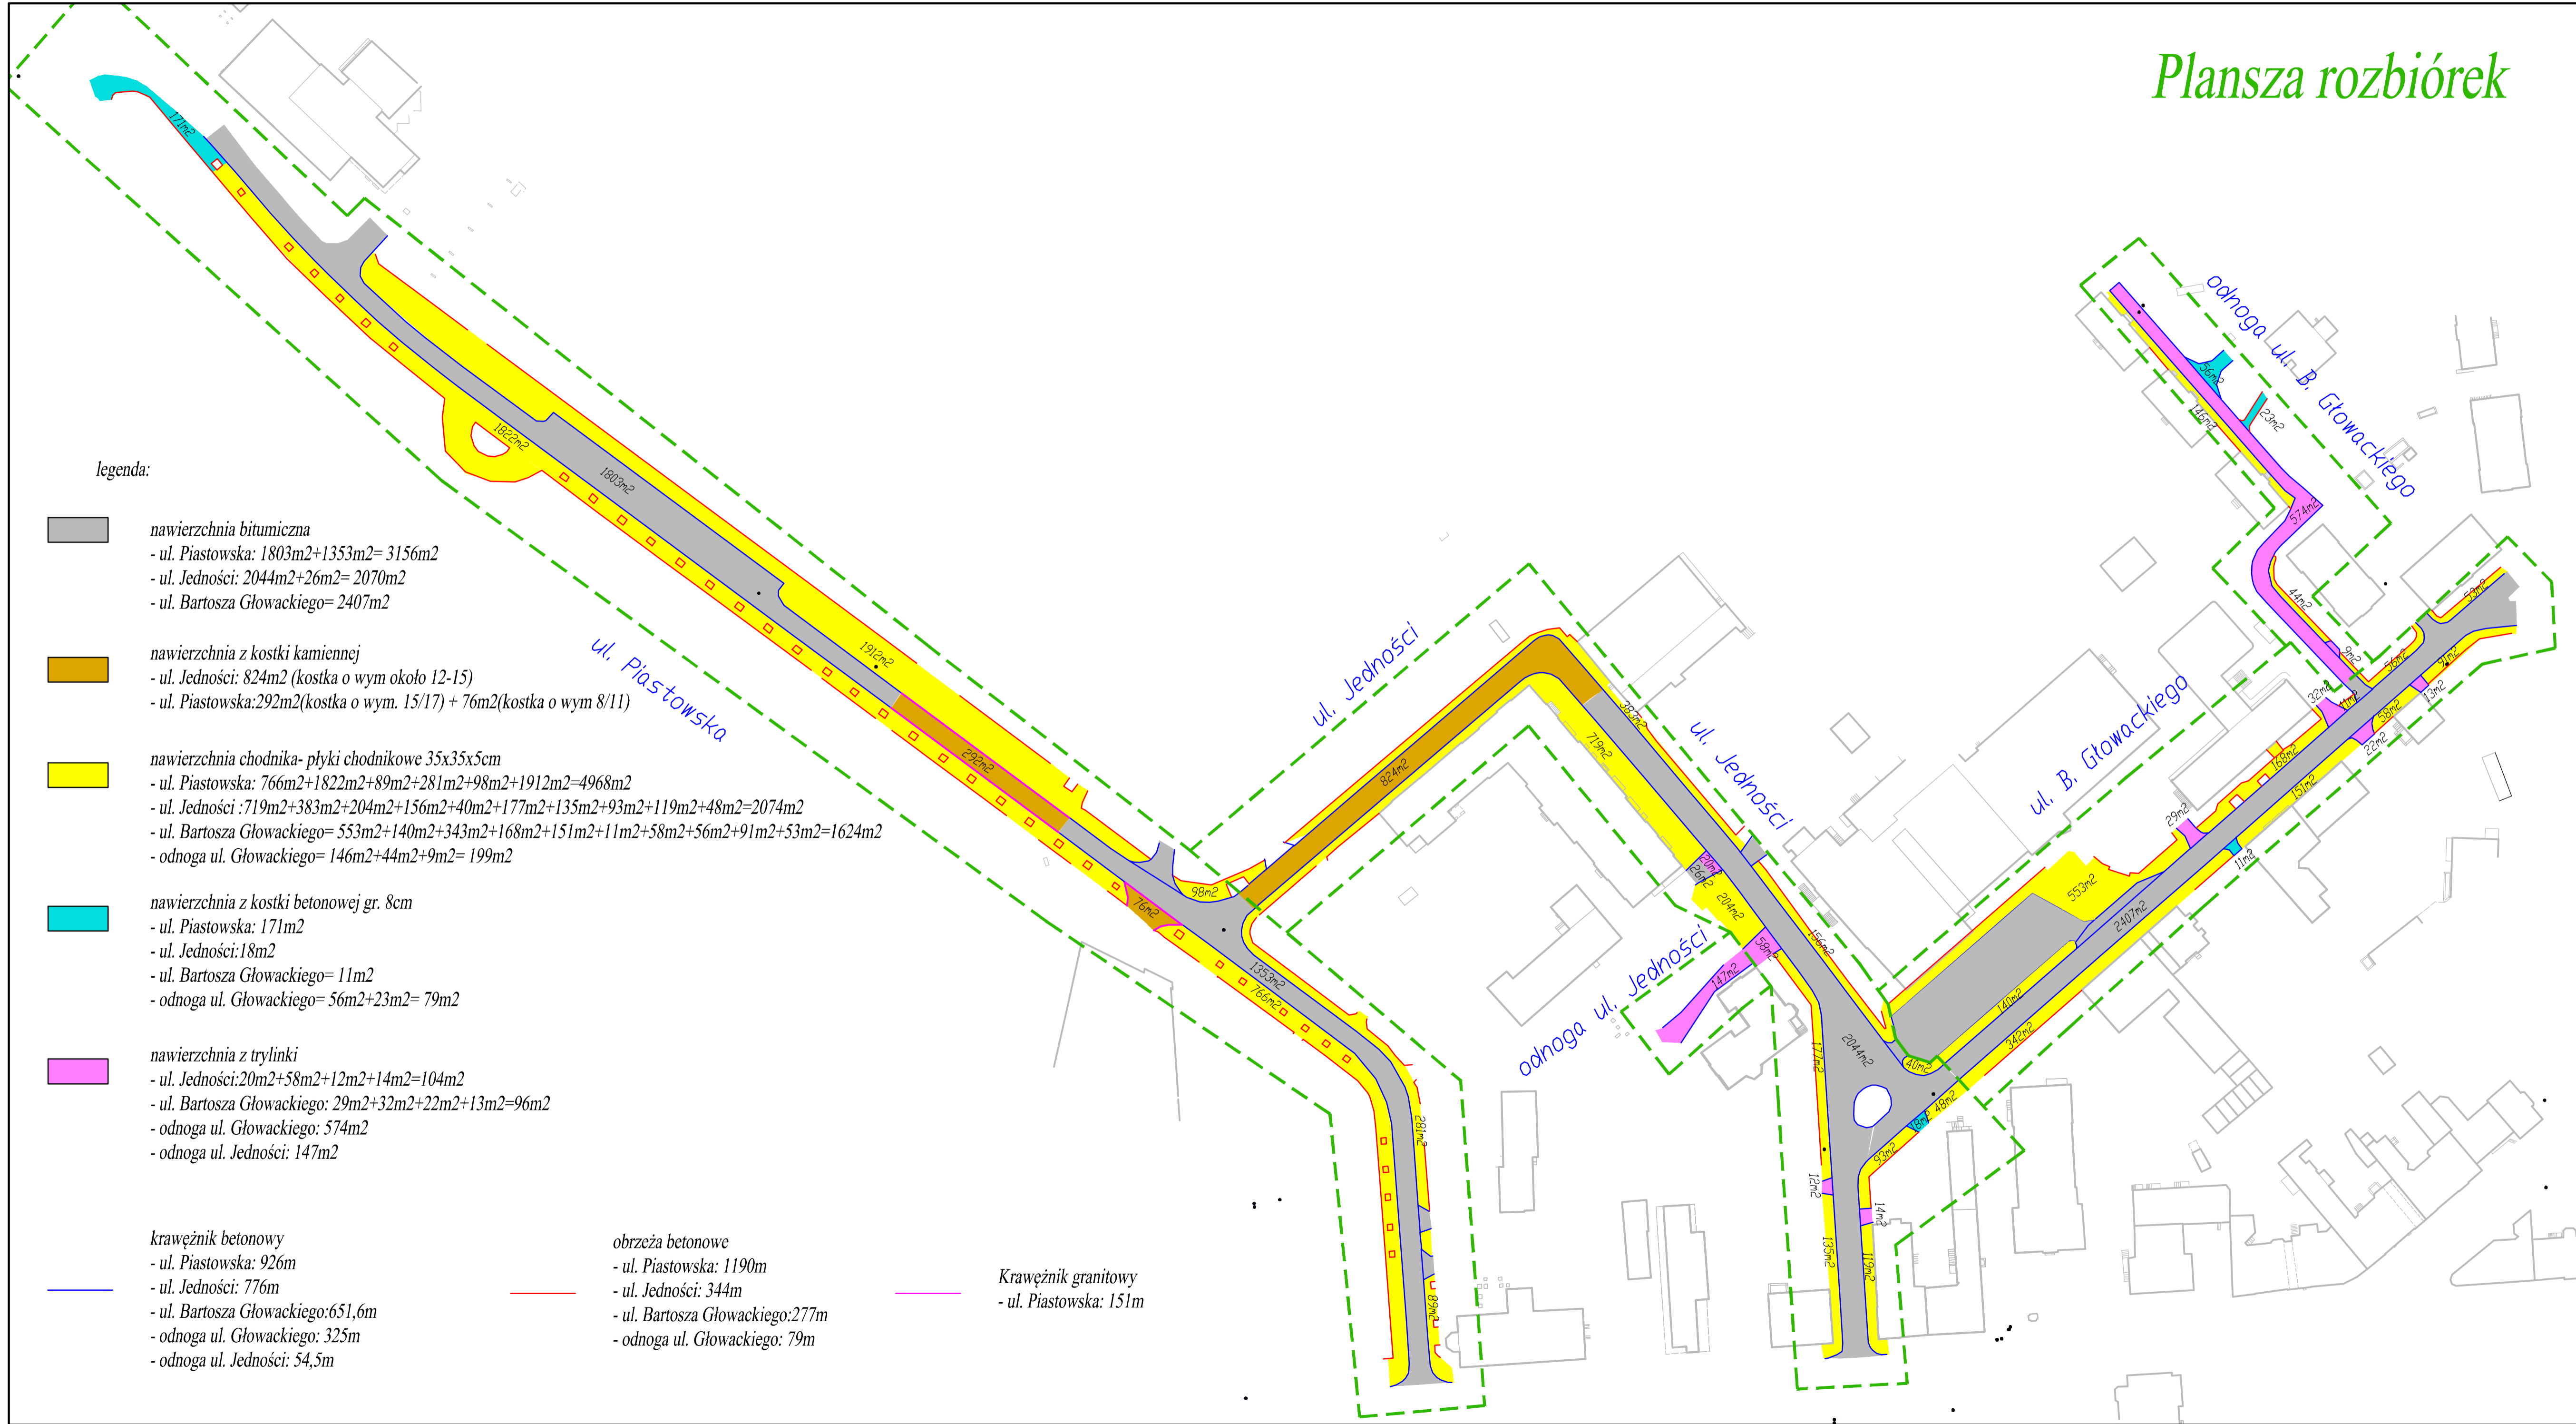 Plansza rozbiórek
legenda:
nawierzchnia bitumiczna
- ul. Piastowska: 1803m2+1353m2= 3156m2
- ul. Jedności: 2044m2+26m2= 2070m2
- ul. Bartosza Głowackiego= 2407m2
nawierzchnia z kostki kamiennej
- ul. Jedności: 824m2 (kostka o wym około 12-15)
- ul. Piastowska:292m2(kostka o wym. 15/17) + 76m2(kostka o wym 8/11)
nawierzchnia chodnika- płyki chodnikowe 35x35x5cm
- ul. Piastowska: 766m2+1822m2+89m2+281m2+98m2+1912m2=4968m2
- ul. Jedności :719m2+383m2+204m2+156m2+40m2+177m2+135m2+93m2+119m2+48m2=2074m2
- ul. Bartosza Głowackiego= 553m2+140m2+343m2+168m2+151m2+11m2+58m2+56m2+91m2+53m2=1624m2
- odnoga ul. Głowackiego= 146m2+44m2+9m2= 199m2
nawierzchnia z kostki betonowej gr. 8cm
- ul. Piastowska: 171m2
- ul. Jedności:18m2
- ul. Bartosza Głowackiego= 11m2
- odnoga ul. Głowackiego= 56m2+23m2= 79m2
nawierzchnia z trylinki
- ul. Jedności:20m2+58m2+12m2+14m2=104m2
- ul. Bartosza Głowackiego: 29m2+32m2+22m2+13m2=96m2
- odnoga ul. Głowackiego: 574m2
- odnoga ul. Jedności: 147m2
krawężnik betonowy
- ul. Piastowska: 926m
- ul. Jedności: 776m
- ul. Bartosza Głowackiego:651,6m
- odnoga ul. Głowackiego: 325m
- odnoga ul. Jedności: 54,5m
obrzeża betonowe
- ul. Piastowska: 1190m
- ul. Jedności: 344m
- ul. Bartosza Głowackiego:277m
- odnoga ul. Głowackiego: 79m
Krawężnik granitowy
- ul. Piastowska: 151m
171m2
1822m2
1803m2
1912m2
ul. Piastowska
292m2
76m2
98m2
1353m2
766m2
281m2
89m2
ul. Jedności
824m2
719m2
383m2
ul. Jedności
20m2
26m2
204m2
58m2
147m2
odnoga ul. Jedności
156m2
177m2
2044m2
40m2
48m2
18m2
93m2
12m2
14m2
135m2
119m2
ul. B. Głowackiego
553m2
2407m2
140m2
342m2
29m2
11m2
168m2
151m2
32m2
11m2
22m2
58m2
13m2
91m2
56m2
53m2
9m2
44m2
574m2
odnoga ul. B. Głowackiego
56m2
23m2
146m2